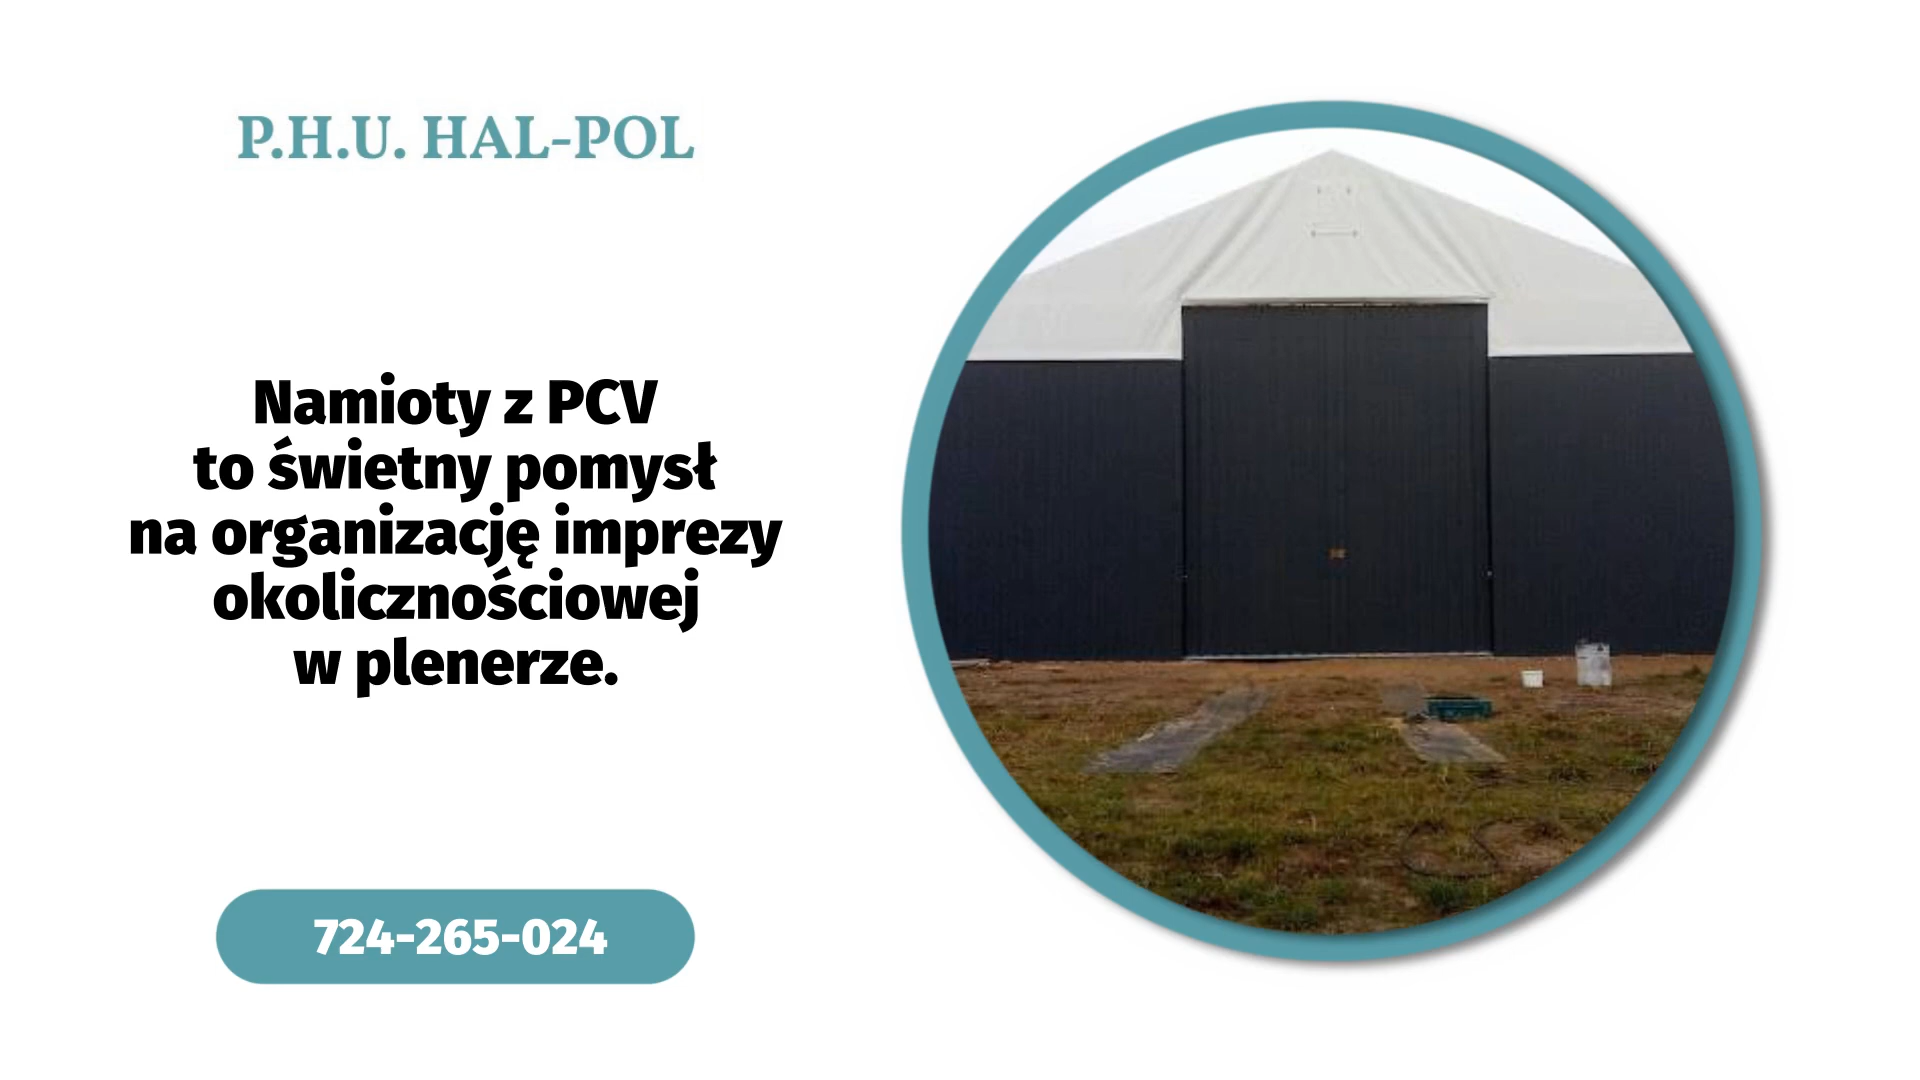 P.H.U. HAL-POL
Namioty z PCV
to świetny pomysł
na organizację imprezy
okolicznościowej
w plenerze.
724-265-024